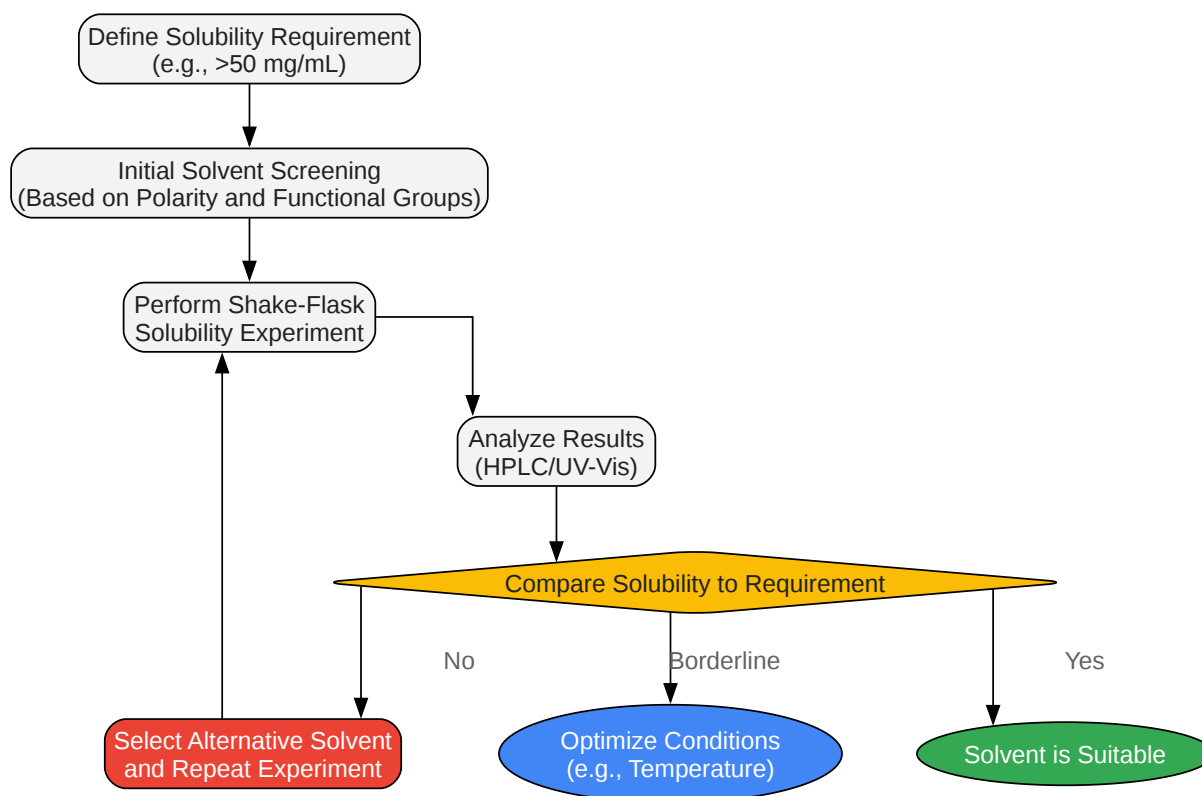 Define Solubility Requirement
(e.g., >50 mg/mL)
Initial Solvent Screening
(Based on Polarity and Functional Groups)
Perform Shake-Flask
Solubility Experiment
Analyze Results
(HPLC/UV-Vis)
Compare Solubility to Requirement
No
Borderline
Yes
Select Alternative Solvent
and Repeat Experiment
Optimize Conditions
(e.g., Temperature)
Solvent is Suitable